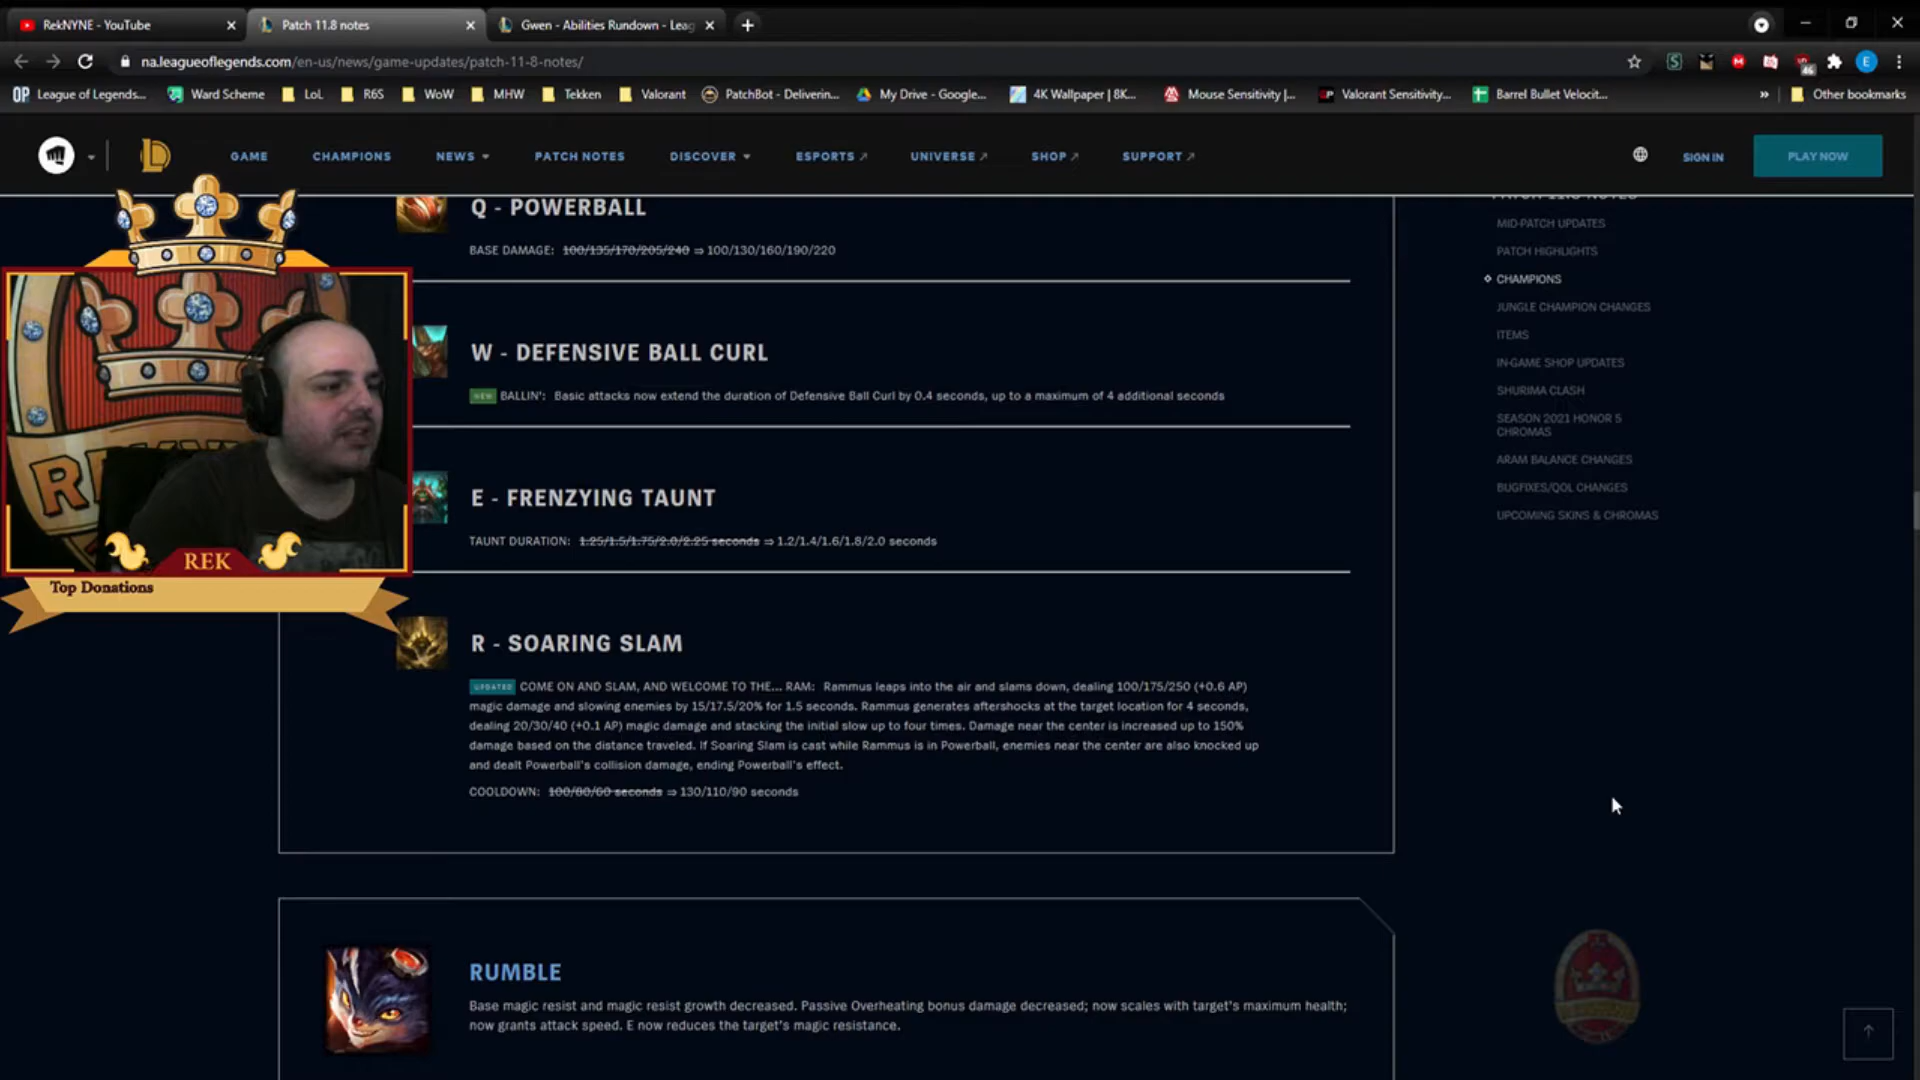 RekNYNE - YouTube
Patch 11.8 notes
Gwen - Abilities Rundown - Leag
na.leagueoflegends.com/en-us/news/game-updates/patch-11-8-notes/
46
E
OP League of Legends...
Ward Scheme
LoL
R6S
WoW
MHW
Tekken
Valorant
PatchBot - Deliverin...
My Drive - Google...
4K Wallpaper | 8K...
Mouse Sensitivity |...
Valorant Sensitivity...
Barrel Bullet Velocit...
»
Other bookmarks
GAME
CHAMPIONS
NEWS
PATCH NOTES
DISCOVER
ESPORTS
UNIVERSE
SHOP
SUPPORT
SIGN IN
PLAY NOW
Q - POWERBALL
BASE DAMAGE: 100/135/170/205/240 ⇒ 100/130/160/190/220
W - DEFENSIVE BALL CURL
NEW BALLIN': Basic attacks now extend the duration of Defensive Ball Curl by 0.4 seconds, up to a maximum of 4 additional seconds
E - FRENZYING TAUNT
TAUNT DURATION: 1.25/1.5/1.75/2.0/2.25 seconds ⇒ 1.2/1.4/1.6/1.8/2.0 seconds
R - SOARING SLAM
UPDATED COME ON AND SLAM, AND WELCOME TO THE... RAM: Rammus leaps into the air and slams down, dealing 100/175/250 (+0.6 AP)
magic damage and slowing enemies by 15/17.5/20% for 1.5 seconds. Rammus generates aftershocks at the target location for 4 seconds,
dealing 20/30/40 (+0.1 AP) magic damage and stacking the initial slow up to four times. Damage near the center is increased up to 150%
damage based on the distance traveled. If Soaring Slam is cast while Rammus is in Powerball, enemies near the center are also knocked up
and dealt Powerball's collision damage, ending Powerball's effect.
COOLDOWN: 100/80/60 seconds ⇒ 130/110/90 seconds
RUMBLE
Base magic resist and magic resist growth decreased. Passive Overheating bonus damage decreased; now scales with target's maximum health;
now grants attack speed. E now reduces the target's magic resistance.
PATCH 11.8 NOTES
MID-PATCH UPDATES
PATCH HIGHLIGHTS
CHAMPIONS
JUNGLE CHAMPION CHANGES
ITEMS
IN-GAME SHOP UPDATES
SHURIMA CLASH
SEASON 2021 HONOR 5
CHROMAS
ARAM BALANCE CHANGES
BUGFIXES/QOL CHANGES
UPCOMING SKINS & CHROMAS
REK
Top Donations